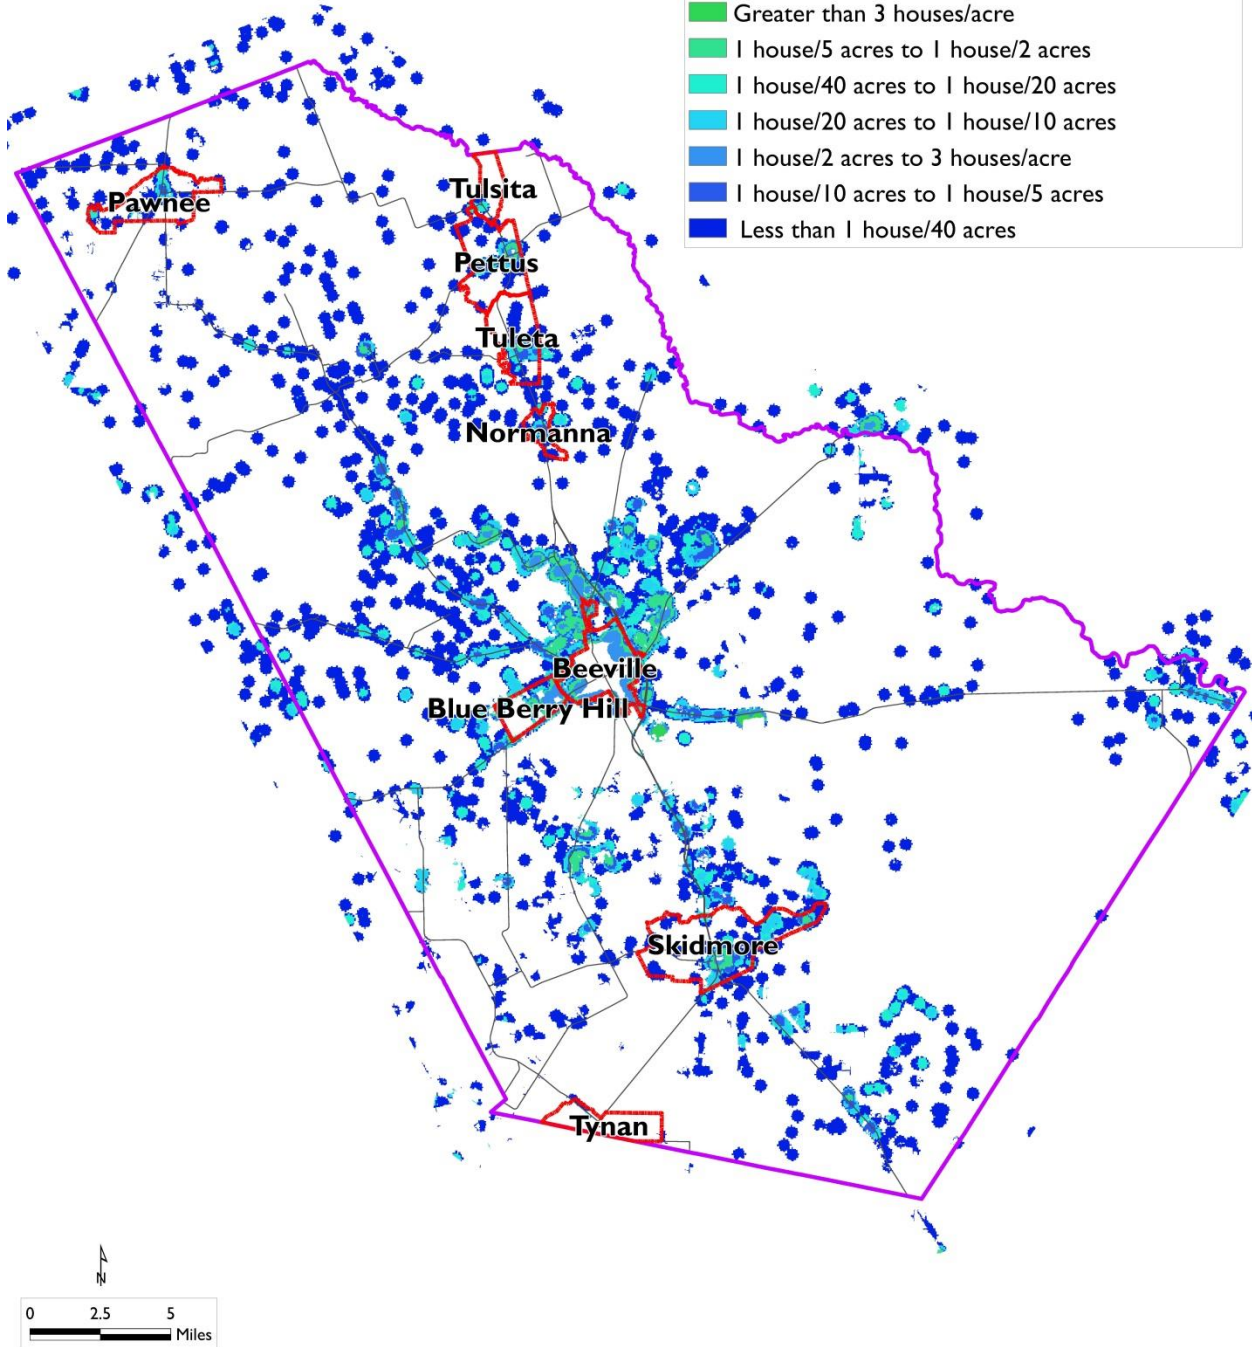 Greater than 3 houses/acre
1 house/5 acres to 1 house/2 acres
1 house/40 acres to 1 house/20 acres
1 house/20 acres to 1 house/10 acres
1 house/2 acres to 3 houses/acre
1 house/10 acres to 1 house/5 acres
Less than 1 house/40 acres
Pawnee
Tulsita
Pettus
Tuleta
Normanna
Beeville
Blue Berry Hill
Skidmore
Tynan
N
0 2.5 5
Miles